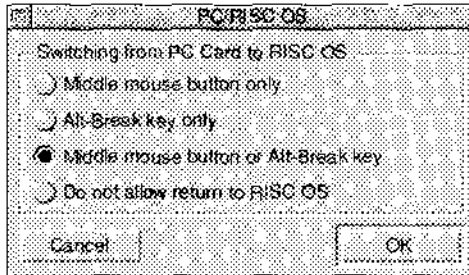 PC/RISC OS
Switching from PC Card to RISC OS
Middle mouse button only
Alt-Break key only
Middle mouse button or Alt-Break key
Do not allow return to RISC OS
Cancel OK